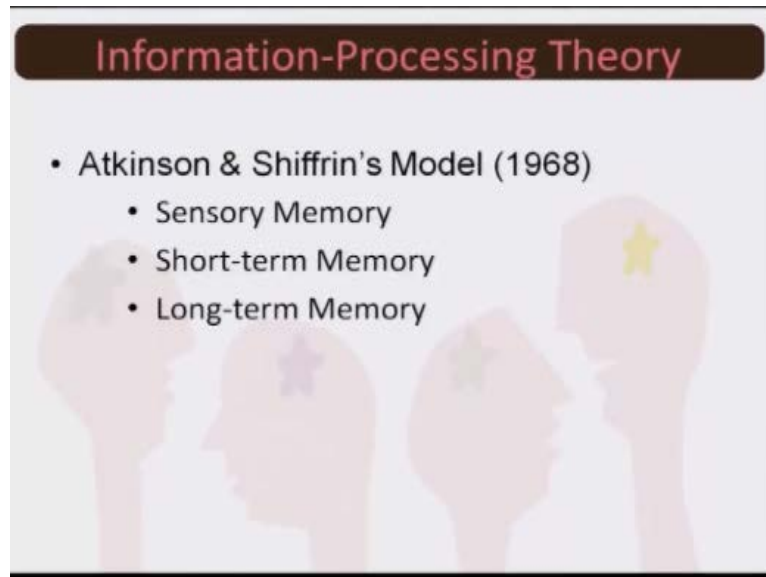 Information-Processing Theory
• Atkinson & Shiffrin's Model (1968)
• Sensory Memory
• Short-term Memory
• Long-term Memory